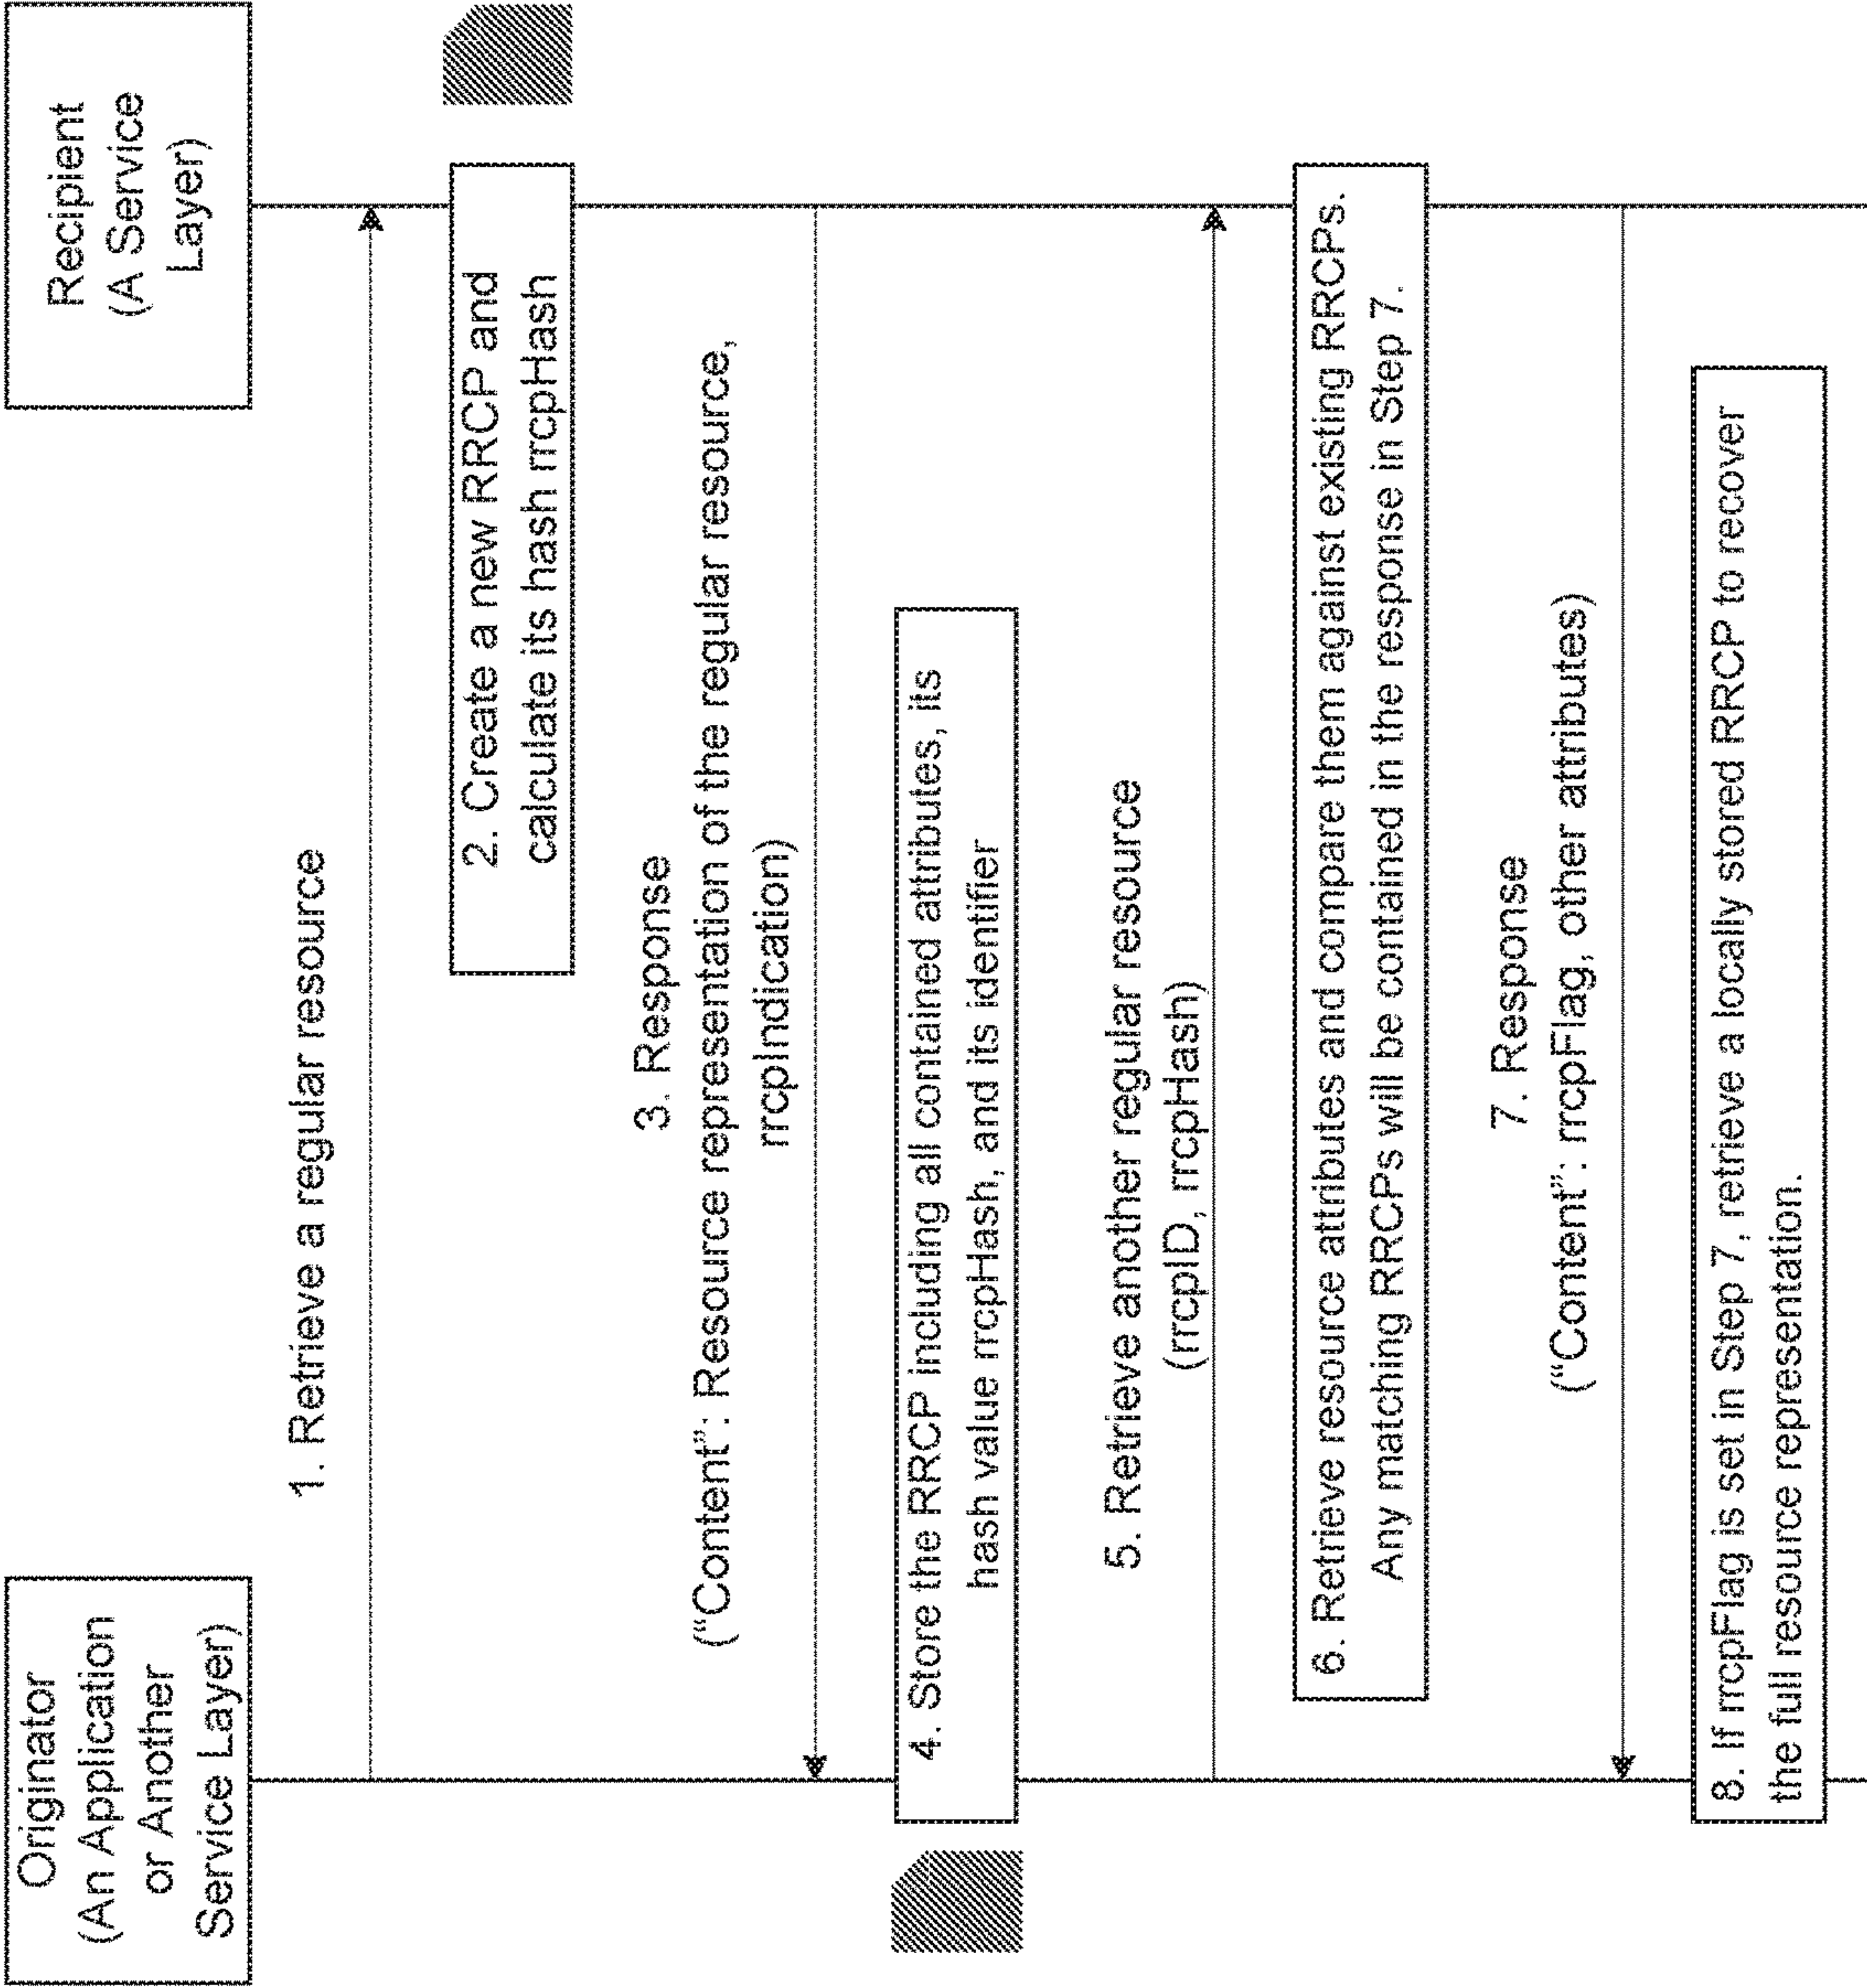 Originator
(An Application
or Another
Service Layer)
Recipient
(A Service
Layer)
1. Retrieve a regular resource
2. Create a new RRCP and
calculate its hash rrcpHash
3. Response
(“Content”: Resource representation of the regular resource,
rrcpIndication)
4. Store the RRCP including all contained attributes, its
hash value rrcpHash, and its identifier
5. Retrieve another regular resource
(rrcpID, rrcpHash)
6. Retrieve resource attributes and compare them against existing RRCPs.
Any matching RRCPs will be contained in the response in Step 7.
7. Response
(“Content”: rrcpFlag, other attributes)
8. If rrcpFlag is set in Step 7, retrieve a locally stored RRCP to recover
the full resource representation.